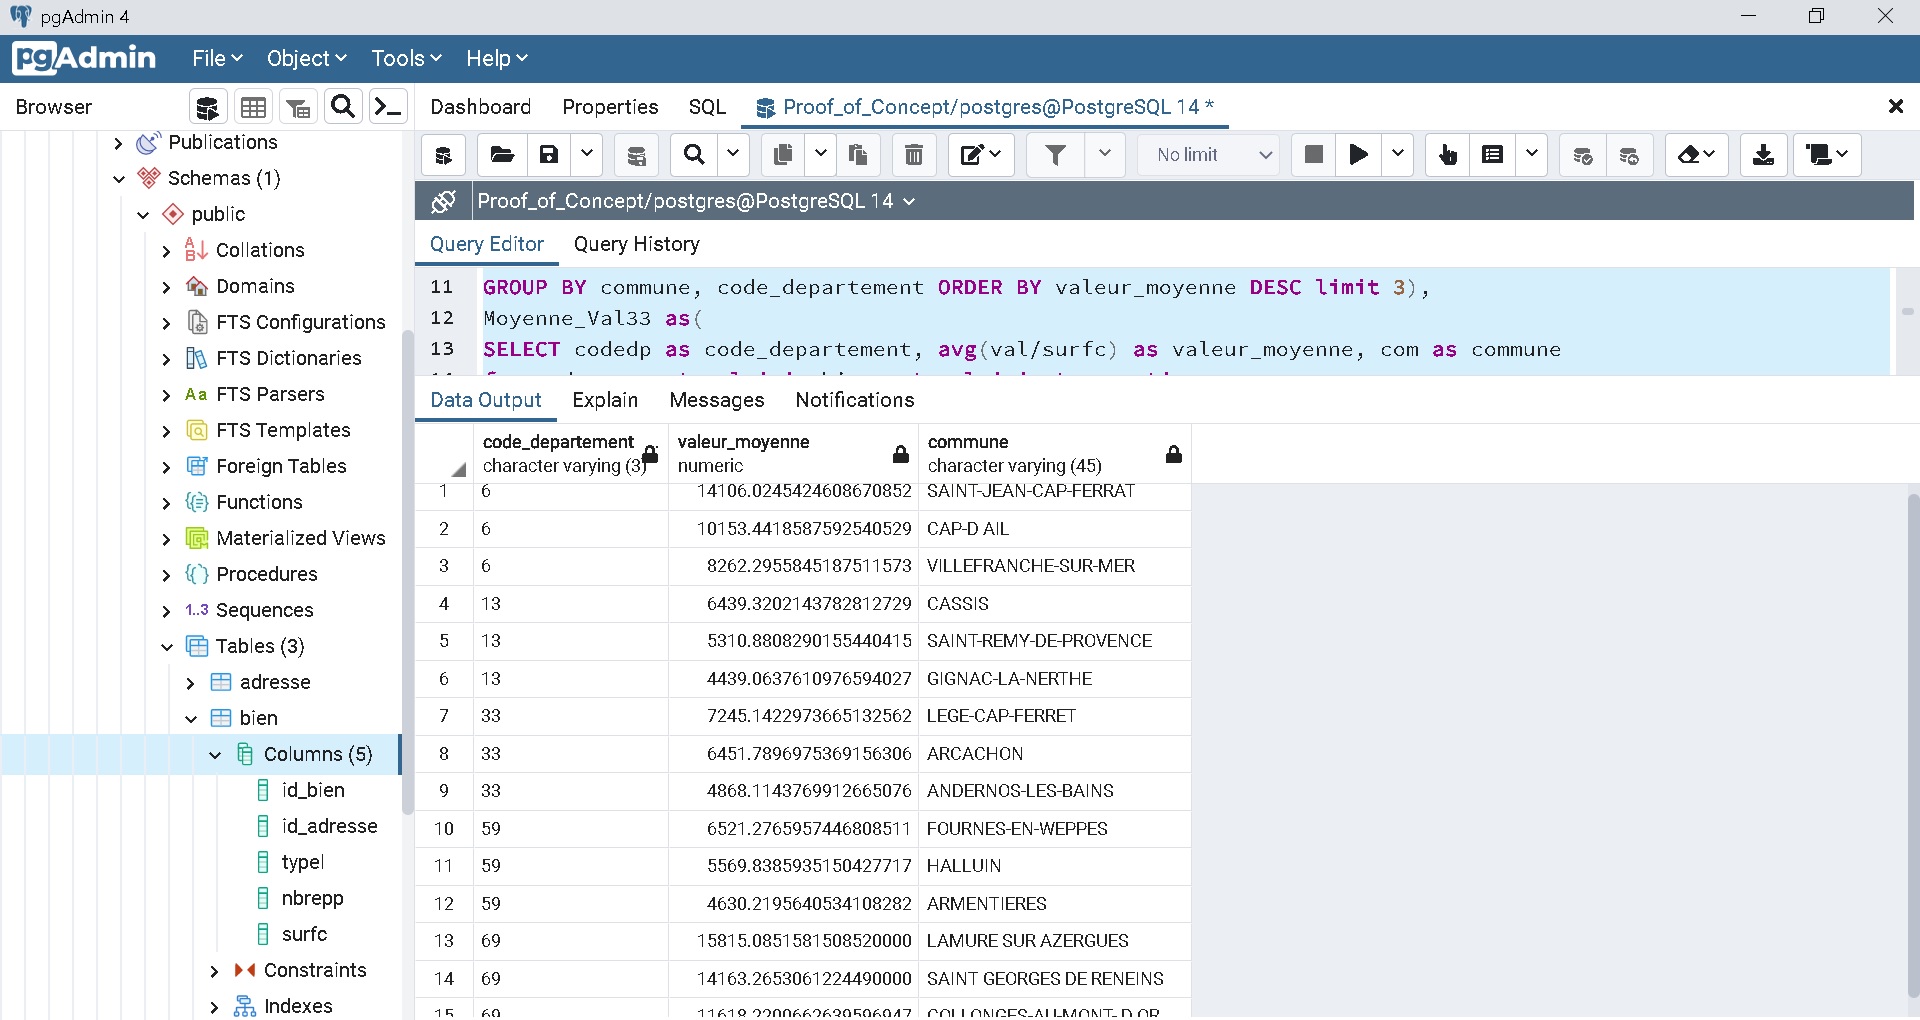 pgAdmin 4
pgAdmin File Object Tools Help
Browser Dashboard Properties SQL Proof_of_Concept/postgres@PostgreSQL 14 *
No limit
Proof_of_Concept/postgres@PostgreSQL 14
Query Editor Query History
11 GROUP BY commune, code_departement ORDER BY valeur_moyenne DESC limit 3),
12 Moyenne_Val33 as(
13 SELECT codedp as code_departement, avg(val/surfc) as valeur_moyenne, com as commune
Data Output Explain Messages Notifications
code_departement valeur_moyenne commune
character varying (3) numeric character varying (45)
1 6 14106.0245424608670852 SAINT-JEAN-CAP-FERRAT
2 6 10153.4418587592540529 CAP-D AIL
3 6 8262.2955845187511573 VILLEFRANCHE-SUR-MER
4 13 6439.3202143782812729 CASSIS
5 13 5310.8808290155440415 SAINT-REMY-DE-PROVENCE
6 13 4439.0637610976594027 GIGNAC-LA-NERTHE
7 33 7245.1422973665132562 LEGE-CAP-FERRET
8 33 6451.7896975369156306 ARCACHON
9 33 4868.1143769912665076 ANDERNOS-LES-BAINS
10 59 6521.2765957446808511 FOURNES-EN-WEPPES
11 59 5569.8385935150427717 HALLUIN
12 59 4630.2195640534108282 ARMENTIERES
13 69 15815.0851581508520000 LAMURE SUR AZERGUES
14 69 14163.2653061224490000 SAINT GEORGES DE RENEINS
15 69 11618.2200662639596947 COLLONGES-AU-MONT- D OR
Publications
Schemas (1)
public
Collations
Domains
FTS Configurations
FTS Dictionaries
Aa FTS Parsers
FTS Templates
Foreign Tables
Functions
Materialized Views
Procedures
1..3 Sequences
Tables (3)
adresse
bien
Columns (5)
id_bien
id_adresse
typel
nbrepp
surfc
Constraints
Indexes